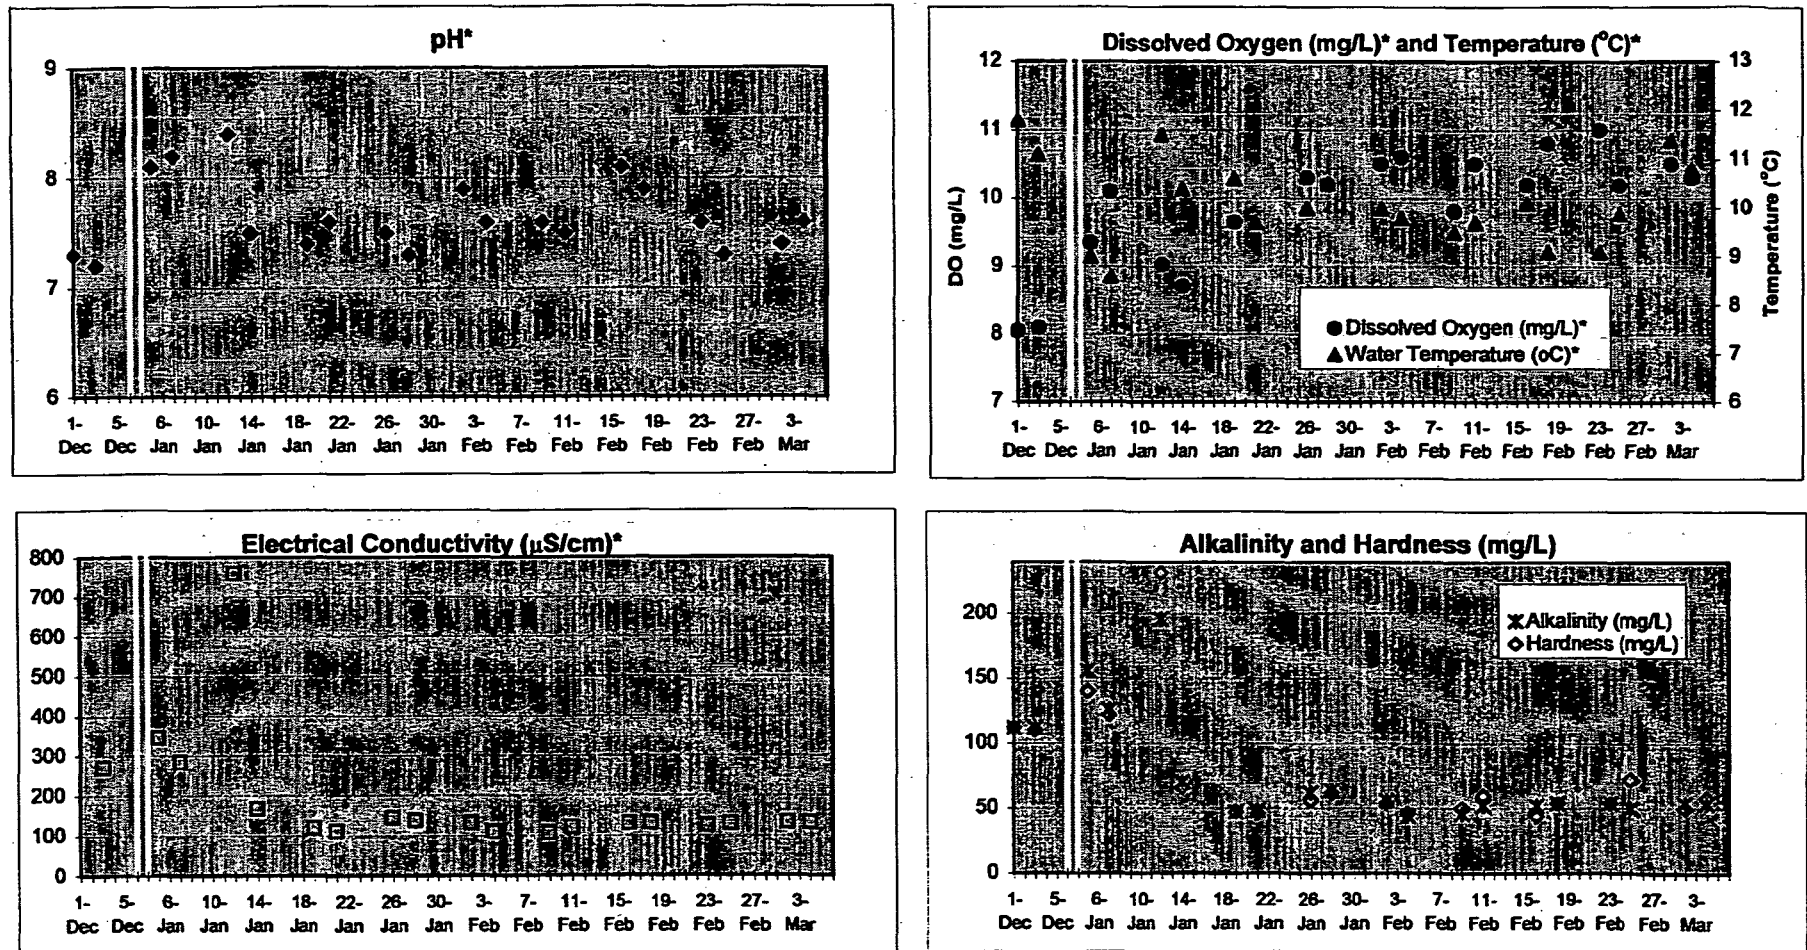 pH*
9
8
7
6
1- 5- 6- 10- 14- 18- 22- 26- 30- 3- 7- 11- 15- 19- 23- 27- 3-
Dec Dec Jan Jan Jan Jan Jan Jan Jan Feb Feb Feb Feb Feb Feb Feb Mar
Dissolved Oxygen (mg/L)* and Temperature (°C)*
12
11
10
9
8
7
DO (mg/L)
13
12
11
10
9
8
7
6
Temperature (°C)
Dissolved Oxygen (mg/L)*
Water Temperature (oC)*
1- 5- 6- 10- 14- 18- 22- 26- 30- 3- 7- 11- 15- 19- 23- 27- 3-
Dec Dec Jan Jan Jan Jan Jan Jan Jan Feb Feb Feb Feb Feb Feb Feb Mar
Electrical Conductivity (μS/cm)*
800
700
600
500
400
300
200
100
0
1- 5- 6- 10- 14- 18- 22- 26- 30- 3- 7- 11- 15- 19- 23- 27- 3-
Dec Dec Jan Jan Jan Jan Jan Jan Jan Feb Feb Feb Feb Feb Feb Feb Mar
Alkalinity and Hardness (mg/L)
200
150
100
50
0
Alkalinity (mg/L)
Hardness (mg/L)
1- 5- 6- 10- 14- 18- 22- 26- 30- 3- 7- 11- 15- 19- 23- 27- 3-
Dec Dec Jan Jan Jan Jan Jan Jan Jan Feb Feb Feb Feb Feb Feb Feb Mar